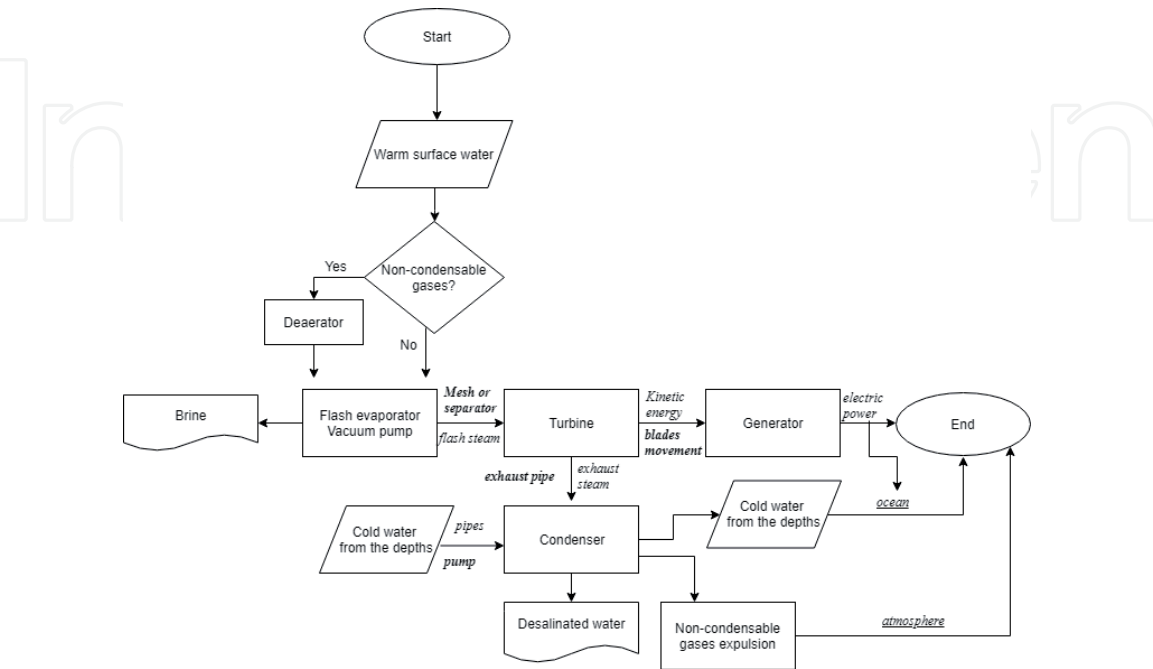 Start
Warm surface water
Non-condensable
gases?
Yes
Deaerator
No
Brine
Flash evaporator
Vacuum pump
Mesh or
separator
flash steam
Turbine
Kinetic
energy
blades
movement
Generator
electric
power
End
exhaust pipe
exhaust
steam
ocean
Cold water
from the depths
pipes
pump
Condenser
Cold water
from the depths
Desalinated water
Non-condensable
gases expulsion
atmosphere